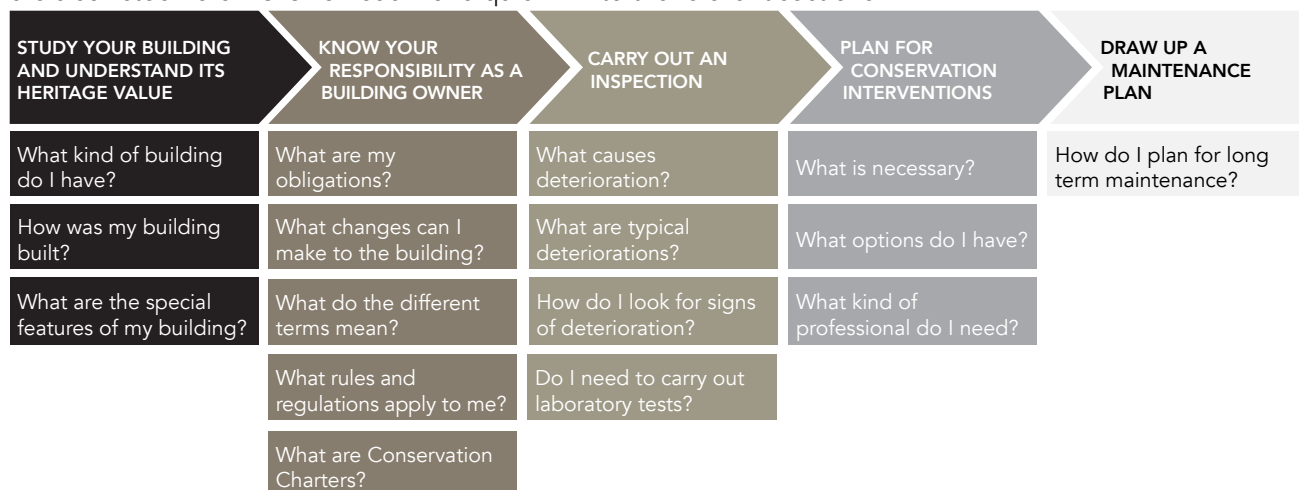 STUDY YOUR BUILDING
AND UNDERSTAND ITS
HERITAGE VALUE
What kind of building
do I have?
How was my building
built?
What are the special
features of my building?
KNOW YOUR
RESPONSIBILITY AS A
BUILDING OWNER
What are my
obligations?
What changes can I
make to the building?
What do the different
terms mean?
What rules and
regulations apply to me?
What are Conservation
Charters?
CARRY OUT AN
INSPECTION
What causes
deterioration?
What are typical
deteriorations?
How do I look for signs
of deterioration?
Do I need to carry out
laboratory tests?
PLAN FOR
CONSERVATION
INTERVENTIONS
What is necessary?
What options do I have?
What kind of
professional do I need?
DRAW UP A
MAINTENANCE
PLAN
How do I plan for long
term maintenance?